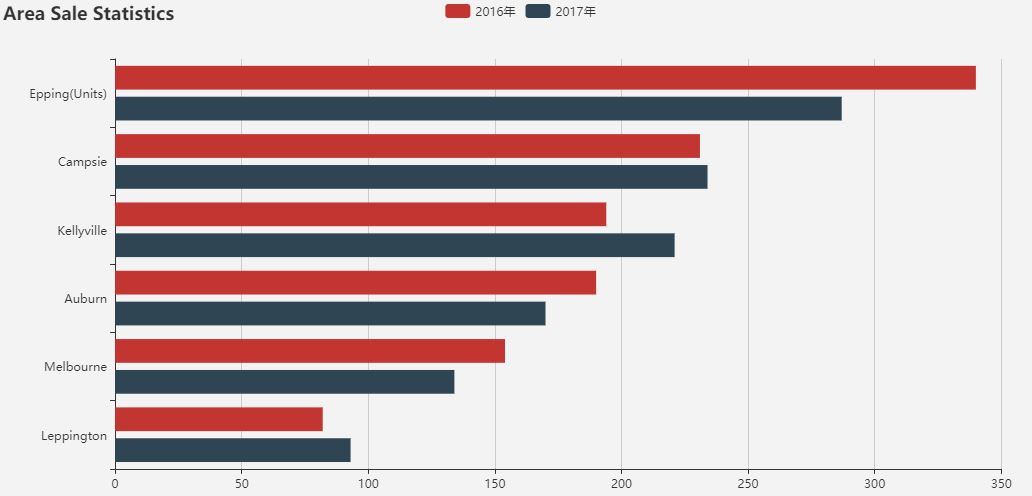 Area Sale Statistics
2016年
2017年
Epping(Units)
Campsie
Kellyville
Auburn
Melbourne
Leppington
0 50 100 150 200 250 300 350